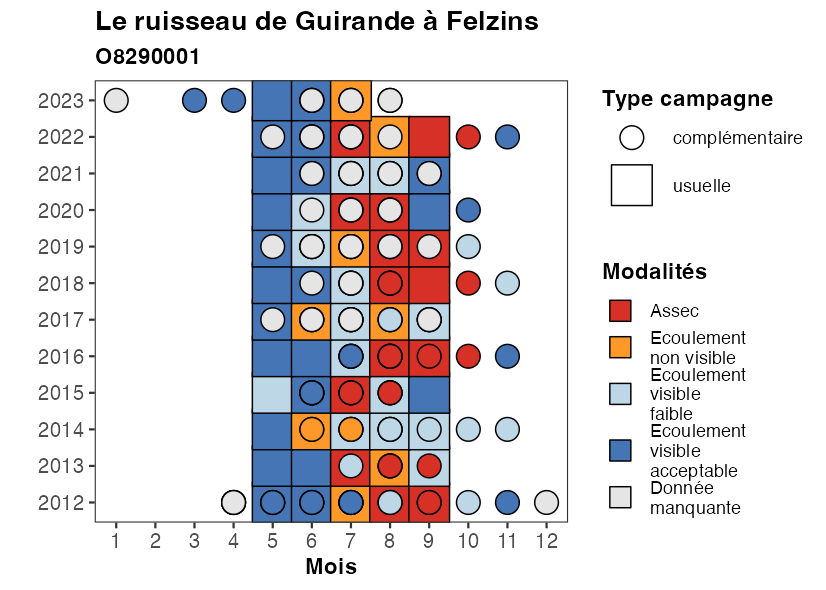 Le ruisseau de Guirande à Felzins
O8290001
2023
2022
2021
2020
2019
2018
2017
2016
2015
2014
2013
2012
1 2 3 4 5 6 7 8 9 10 11 12
Mois
Type campagne
complémentaire
usuelle
Modalités
Assec
Ecoulement
non visible
Ecoulement
visible
faible
Ecoulement
visible
acceptable
Donnée
manquante